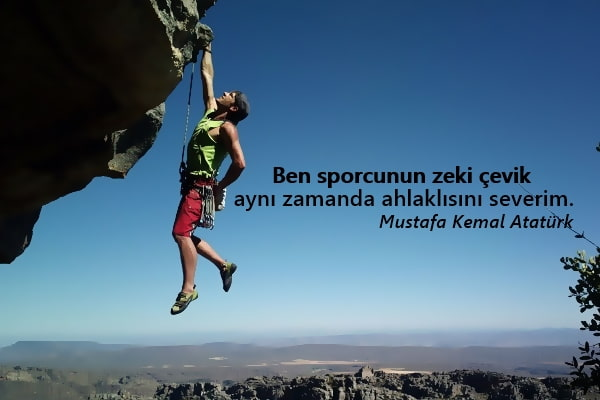 Ben sporcunun zeki çevik
aynı zamanda ahlaklısını severim.
Mustafa Kemal Atatürk